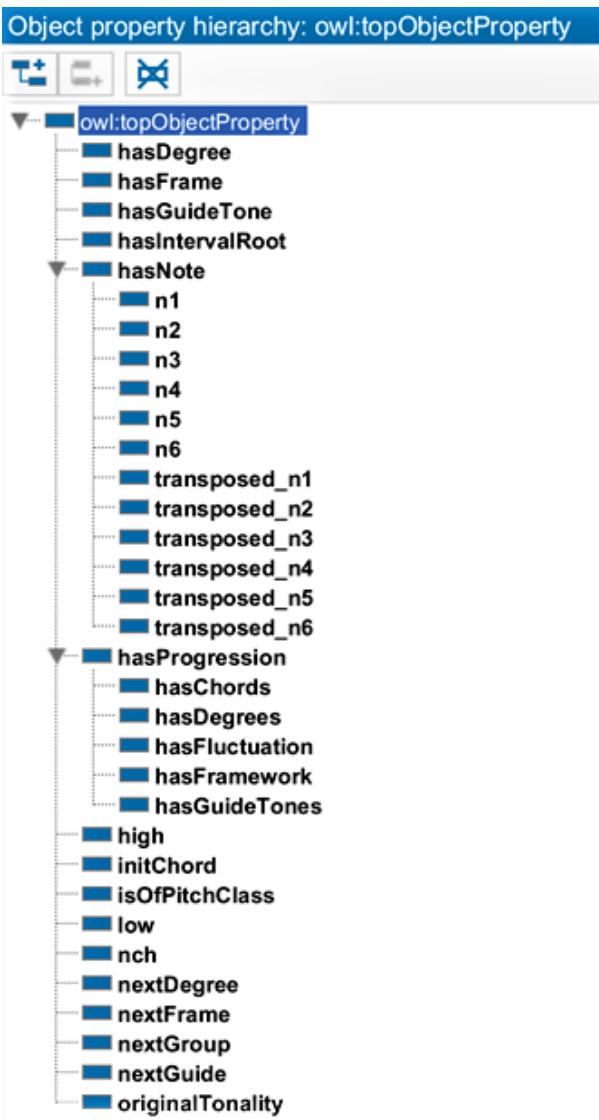 Object property hierarchy: owl:topObjectProperty
owl:topObjectProperty
hasDegree
hasFrame
hasGuideTone
hasIntervalRoot
hasNote
n1
n2
n3
n4
n5
n6
transposed_n1
transposed_n2
transposed_n3
transposed_n4
transposed_n5
transposed_n6
hasProgression
hasChords
hasDegrees
hasFluctuation
hasFramework
hasGuideTones
high
initChord
isOfPitchClass
low
nch
nextDegree
nextFrame
nextGroup
nextGuide
originalTonality